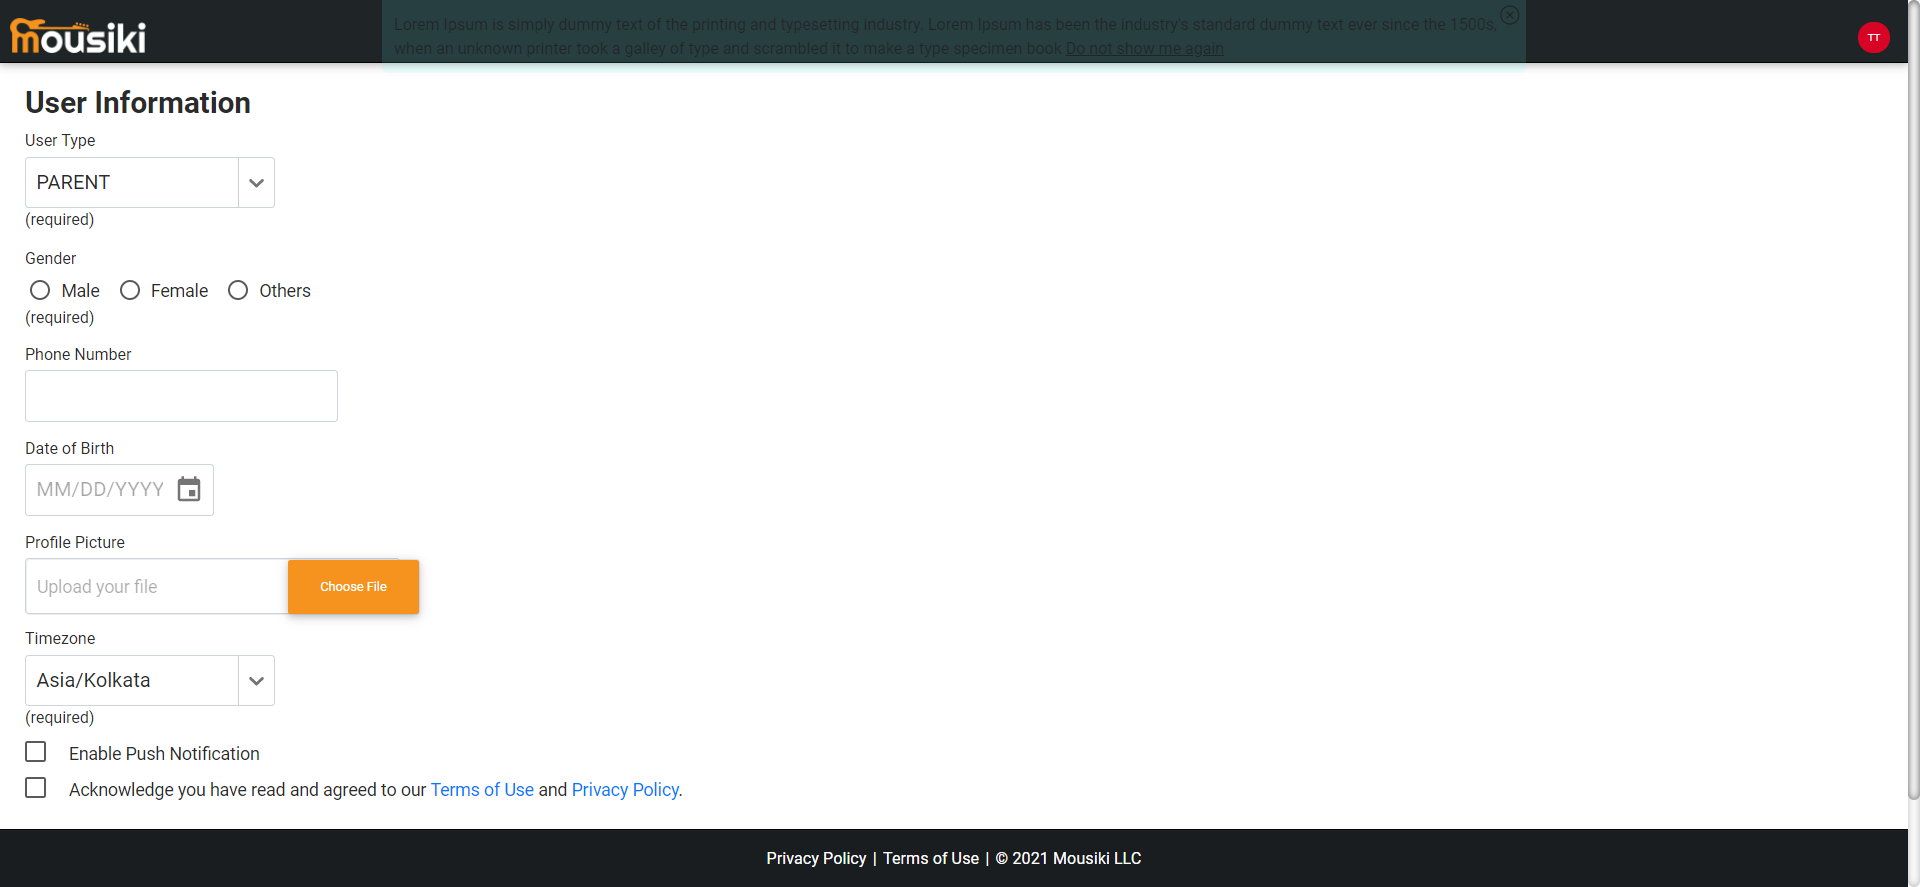 mousiki
Lorem Ipsum is simply dummy text of the printing and typesetting industry. Lorem Ipsum has been the industry's standard dummy text ever since the 1500s,
when an unknown printer took a galley of type and scrambled it to make a type specimen book Do not show me again
TT
User Information
User Type
PARENT
(required)
Gender
Male Female Others
(required)
Phone Number
Date of Birth
MM/DD/YYYY
Profile Picture
Upload your file Choose File
Timezone
Asia/Kolkata
(required)
Enable Push Notification
Acknowledge you have read and agreed to our Terms of Use and Privacy Policy.
Privacy Policy | Terms of Use | © 2021 Mousiki LLC